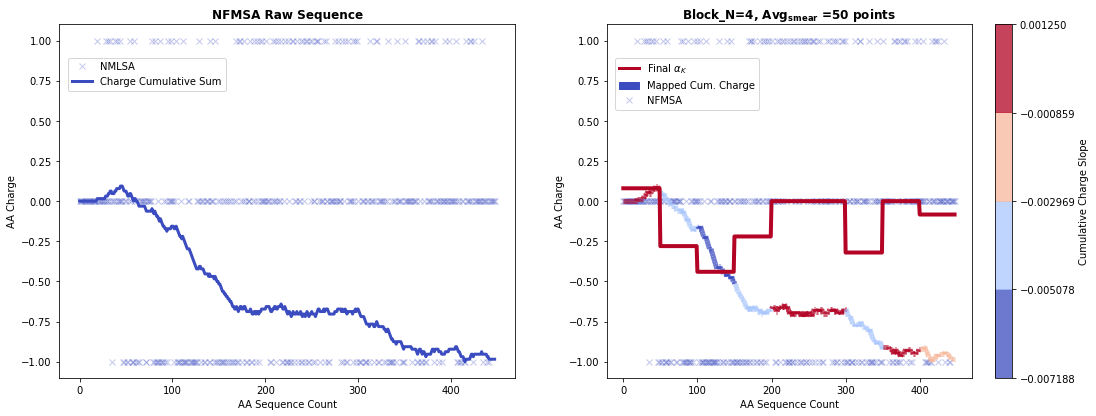 NFMSA Raw Sequence
1.00
0.75
0.50
0.25
0.00
−0.25
−0.50
−0.75
−1.00
AA Charge
NMLSA
Charge Cumulative Sum
0
100
200
300
400
AA Sequence Count
Block_N=4, Avg_smear =50 points
1.00
0.75
0.50
0.25
0.00
−0.25
−0.50
−0.75
−1.00
AA Charge
Final α_K
Mapped Cum. Charge
NFMSA
0
100
200
300
400
AA Sequence Count
0.001250
−0.000859
−0.002969
−0.005078
−0.007188
Cumulative Charge Slope